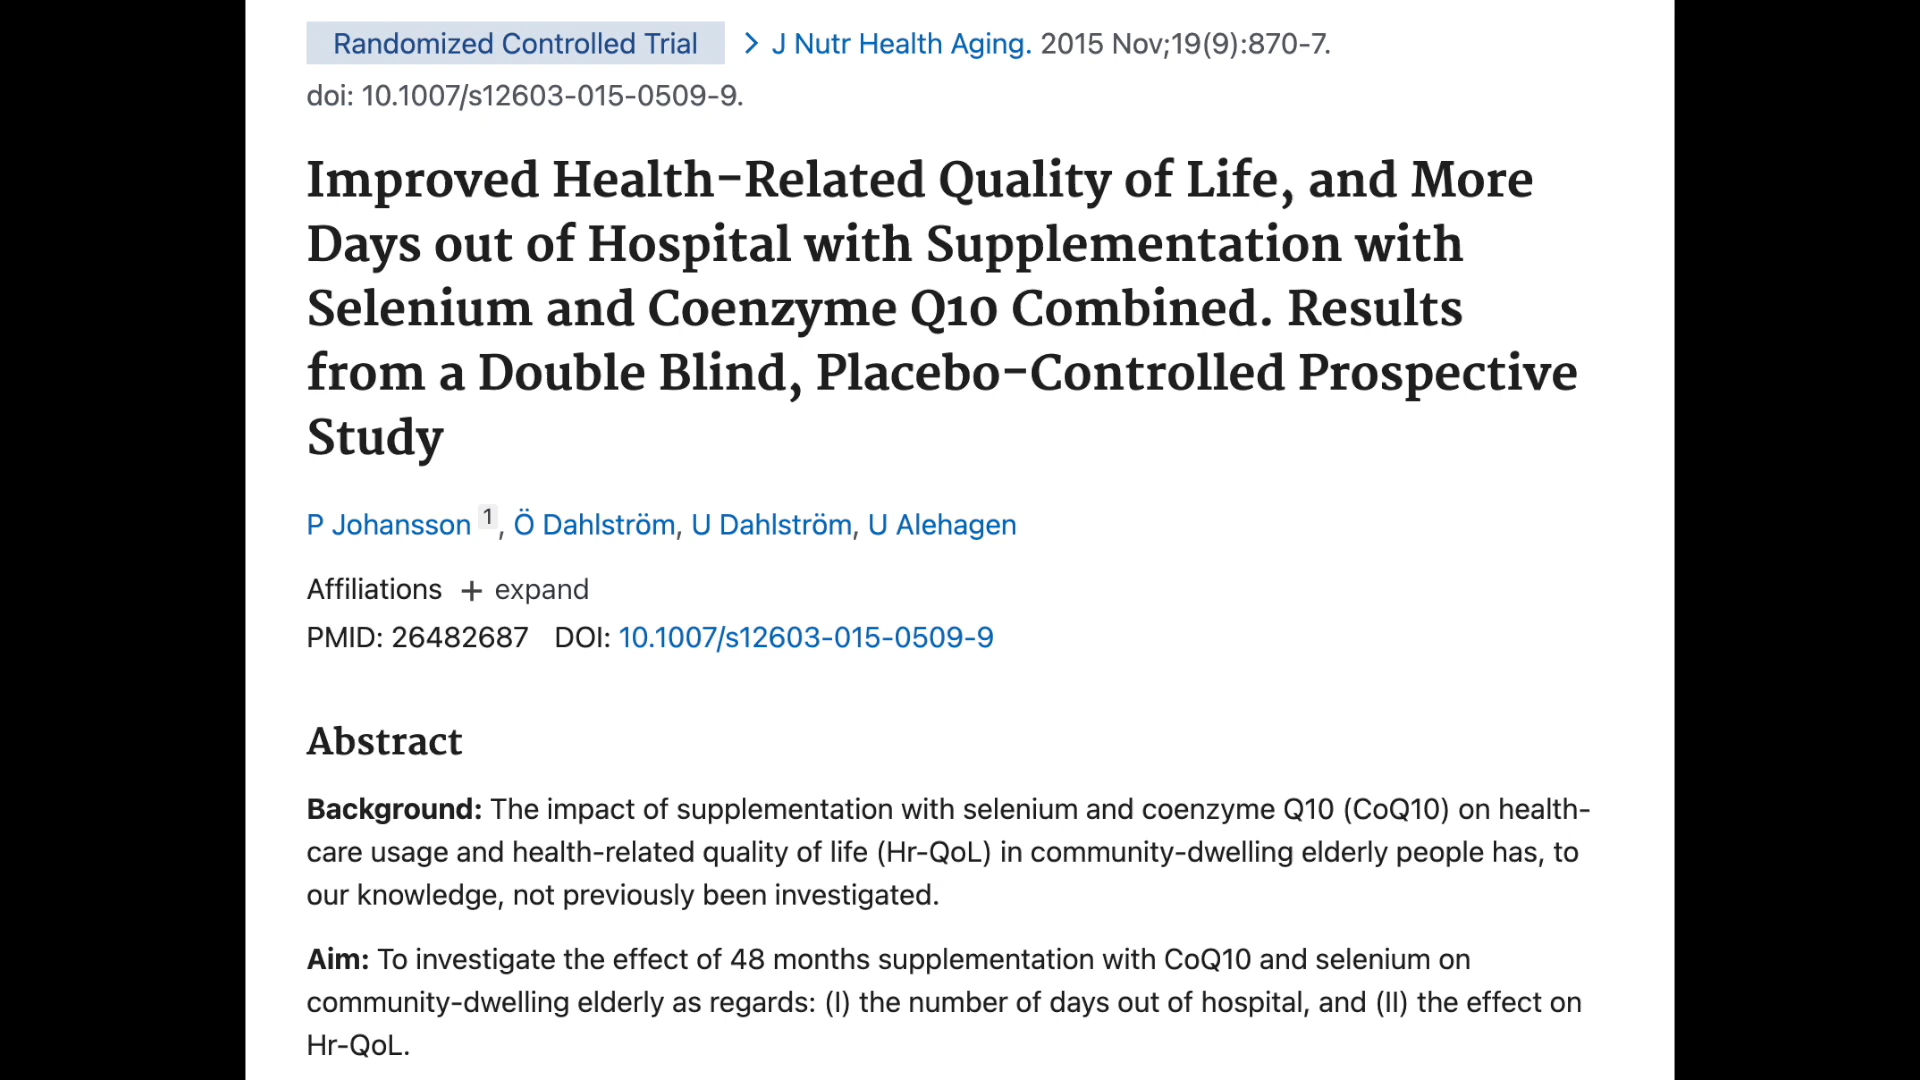 Randomized Controlled Trial > J Nutr Health Aging. 2015 Nov;19(9):870-7.
doi: 10.1007/s12603-015-0509-9.
Improved Health-Related Quality of Life, and More
Days out of Hospital with Supplementation with
Selenium and Coenzyme Q10 Combined. Results
from a Double Blind, Placebo-Controlled Prospective
Study
P Johansson 1, Ö Dahlström, U Dahlström, U Alehagen
Affiliations + expand
PMID: 26482687 DOI: 10.1007/s12603-015-0509-9
Abstract
Background: The impact of supplementation with selenium and coenzyme Q10 (CoQ10) on health-
care usage and health-related quality of life (Hr-QoL) in community-dwelling elderly people has, to
our knowledge, not previously been investigated.
Aim: To investigate the effect of 48 months supplementation with CoQ10 and selenium on
community-dwelling elderly as regards: (I) the number of days out of hospital, and (II) the effect on
Hr-QoL.